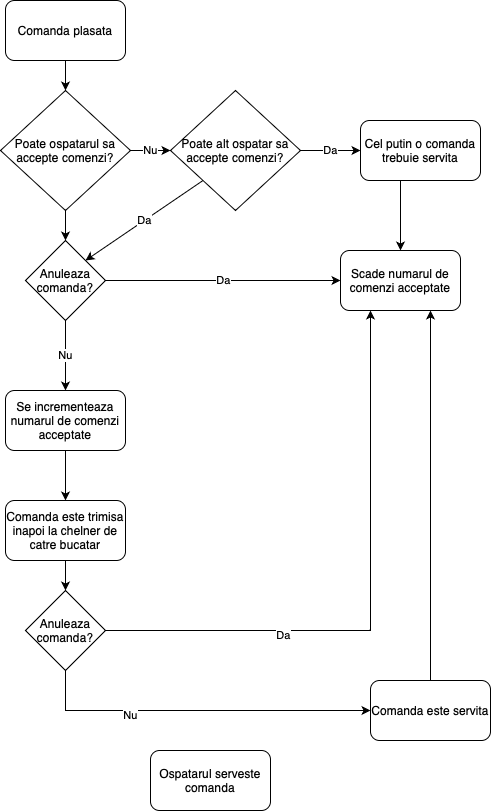 Comanda plasata
Poate ospatarul sa
accepte comenzi?
Nu
Poate alt ospatar sa
accepte comenzi?
Da
Cel putin o comanda
trebuie servita
Da
Anuleaza
comanda?
Da
Scade numarul de
comenzi acceptate
Nu
Se incrementeaza
numarul de comenzi
acceptate
Comanda este trimisa
inapoi la chelner de
catre bucatar
Anuleaza
comanda?
Da
Nu
Comanda este servita
Ospatarul serveste
comanda